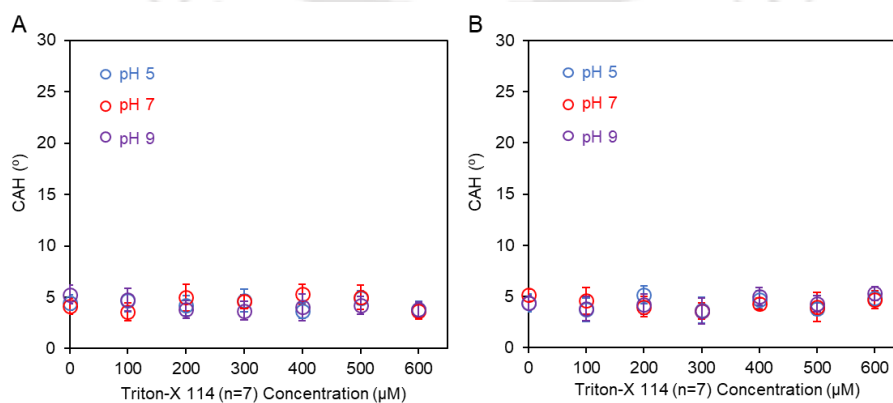 A
30
25
20
15
10
5
0
CAH (º)
pH 5
pH 7
pH 9
0 100 200 300 400 500 600
Triton-X 114 (n=7) Concentration (µM)
B
30
25
20
15
10
5
0
CAH (º)
pH 5
pH 7
pH 9
0 100 200 300 400 500 600
Triton-X 114 (n=7) Concentration (µM)